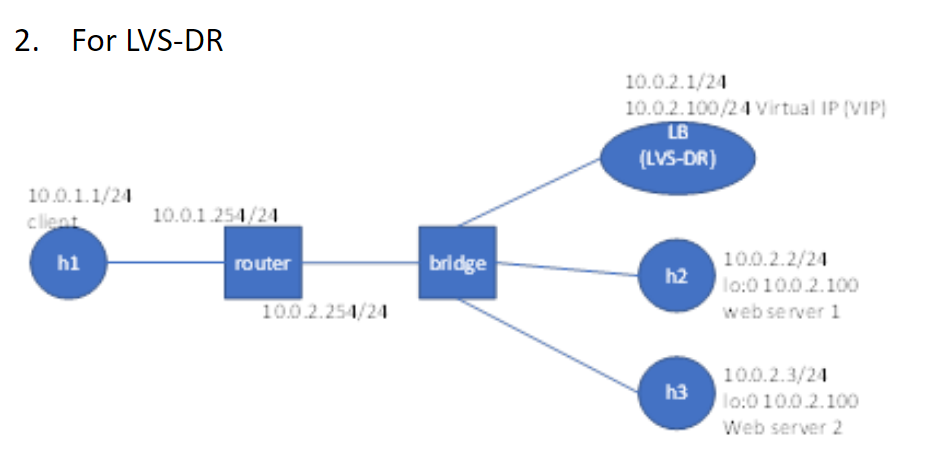 2. For LVS-DR
10.0.2.1/24
10.0.2.100/24 Virtual IP (VIP)
LB
(LVS-DR)
10.0.1.1/24
client
h1
10.0.1.254/24
router
10.0.2.254/24
bridge
h2
10.0.2.2/24
lo:0 10.0.2.100
web server 1
h3
10.0.2.3/24
lo:0 10.0.2.100
Web server 2